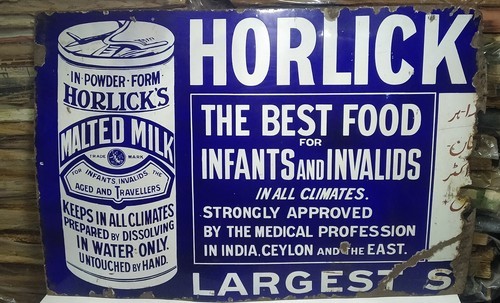 IN POWDER FORM
HORLICK'S
MALTED MILK
TRADE MARK
FOR INFANTS, INVALIDS, THE
AGED AND TRAVELLERS
KEEPS IN ALL CLIMATES
PREPARED BY DISSOLVING
IN WATER ONLY.
UNTOUCHED BY HAND.
HORLICK
THE BEST FOOD
FOR
INFANTS AND INVALIDS
IN ALL CLIMATES.
STRONGLY APPROVED
BY THE MEDICAL PROFESSION
IN INDIA, CEYLON AND THE EAST.
LARGEST S